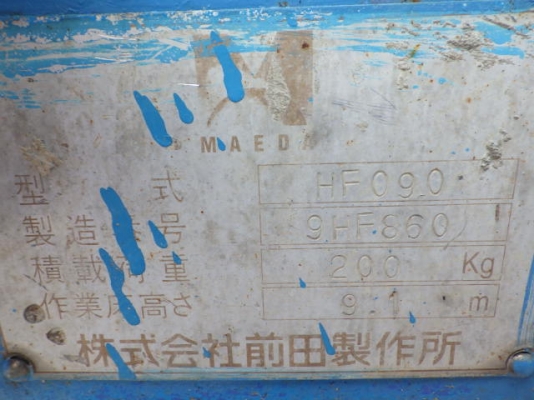 MAEDA
型式 HF090
製造番号 9HF860
積載荷重 200 Kg
作業床高さ 9.1 m
株式会社前田製作所